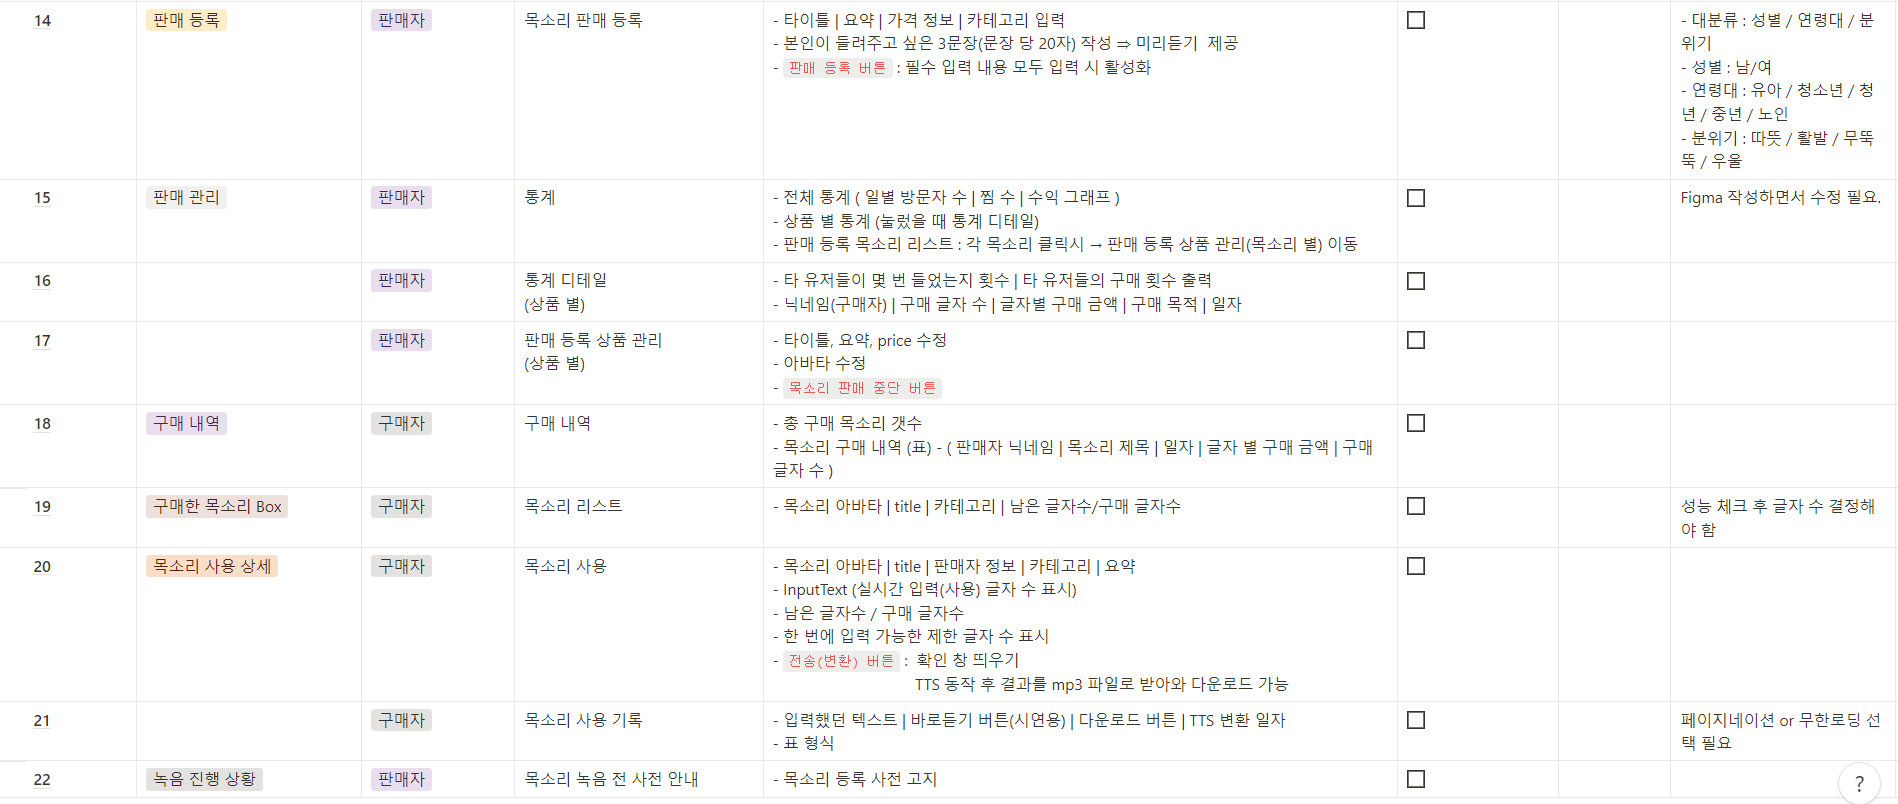 14 판매 등록 판매자 목소리 판매 등록 - 타이틀 | 요약 | 가격 정보 | 카테고리 입력 - 대분류 : 성별 / 연령대 / 분
- 본인이 들려주고 싶은 3문장(문장 당 20자) 작성 ⇒ 미리듣기 제공 위기
- 판매 등록 버튼 : 필수 입력 내용 모두 입력 시 활성화 - 성별 : 남/여
- 연령대 : 유아 / 청소년 / 청
년 / 중년 / 노인
- 분위기 : 따뜻 / 활발 / 무뚝
뚝 / 우울
15 판매 관리 판매자 통계 - 전체 통계 ( 일별 방문자 수 | 찜 수 | 수익 그래프 ) Figma 작성하면서 수정 필요.
- 상품 별 통계 (눌렀을 때 통계 디테일)
- 판매 등록 목소리 리스트 : 각 목소리 클릭시 → 판매 등록 상품 관리(목소리 별) 이동
16 판매자 통계 디테일 - 타 유저들이 몇 번 들었는지 횟수 | 타 유저들의 구매 횟수 출력
(상품 별) - 닉네임(구매자) | 구매 글자 수 | 글자별 구매 금액 | 구매 목적 | 일자
17 판매자 판매 등록 상품 관리 - 타이틀, 요약, price 수정
(상품 별) - 아바타 수정
- 목소리 판매 중단 버튼
18 구매 내역 구매자 구매 내역 - 총 구매 목소리 갯수
- 목소리 구매 내역 (표) - ( 판매자 닉네임 | 목소리 제목 | 일자 | 글자 별 구매 금액 | 구매
글자 수 )
19 구매한 목소리 Box 구매자 목소리 리스트 - 목소리 아바타 | title | 카테고리 | 남은 글자수/구매 글자수 성능 체크 후 글자 수 결정해
야 함
20 목소리 사용 상세 구매자 목소리 사용 - 목소리 아바타 | title | 판매자 정보 | 카테고리 | 요약
- InputText (실시간 입력(사용) 글자 수 표시)
- 남은 글자수 / 구매 글자수
- 한 번에 입력 가능한 제한 글자 수 표시
- 전송(변환) 버튼 : 확인 창 띄우기
TTS 동작 후 결과를 mp3 파일로 받아와 다운로드 가능
21 구매자 목소리 사용 기록 - 입력했던 텍스트 | 바로듣기 버튼(시연용) | 다운로드 버튼 | TTS 변환 일자 페이지네이션 or 무한로딩 선
- 표 형식 택 필요
22 녹음 진행 상황 판매자 목소리 녹음 전 사전 안내 - 목소리 등록 사전 고지
?